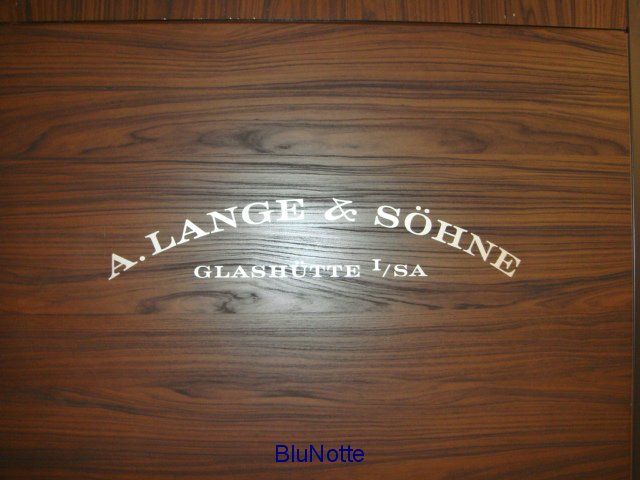 A. LANGE & SÖHNE
GLASHÜTTE I/SA
BluNotte